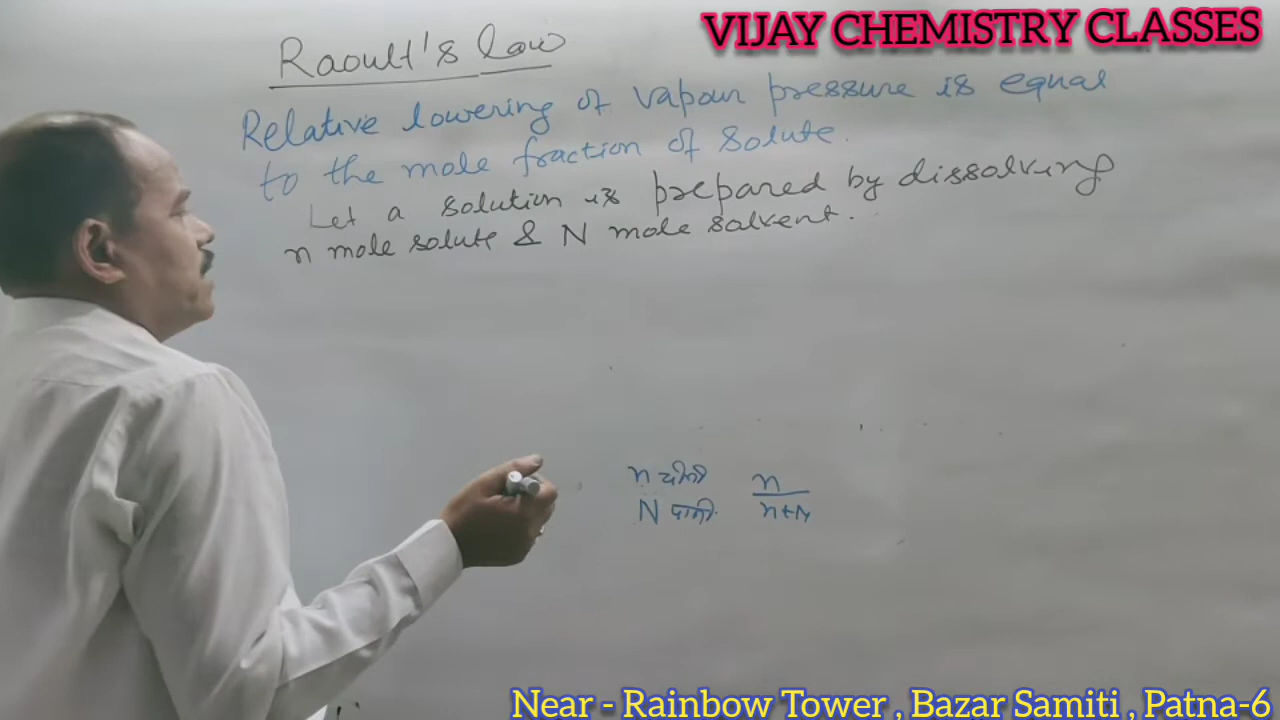 VIJAY CHEMISTRY CLASSES
Raoult's law
Relative lowering of vapour pressure is equal
to the mole fraction of solute.
Let a solution is prepared by dissolving
n mole solute & N mole solvent.
n चीनी n
N पानी n+N
Near - Rainbow Tower , Bazar Samiti , Patna-6